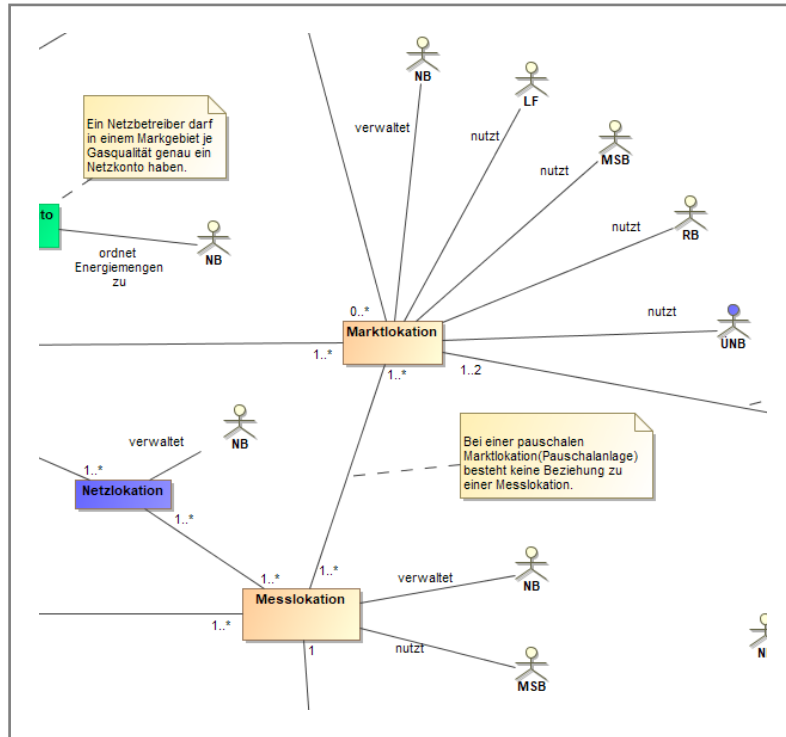 NB
LF
verwaltet
nutzt
MSB
Ein Netzbetreiber darf
in einem Markgebiet je
Gasqualität genau ein
Netzkonto haben.
nutzt
to
RB
nutzt
NB
ordnet
Energiemengen
zu
nutzt
0..*
Marktlokation
ÜNB
1..*
1..*
1..2
NB
verwaltet
Bei einer pauschalen
Marktlokation(Pauschalanlage)
besteht keine Beziehung zu
einer Messlokation.
1..*
Netzlokation
1..*
1..*
1..*
verwaltet
NB
Messlokation
1..*
1
nutzt
MSB